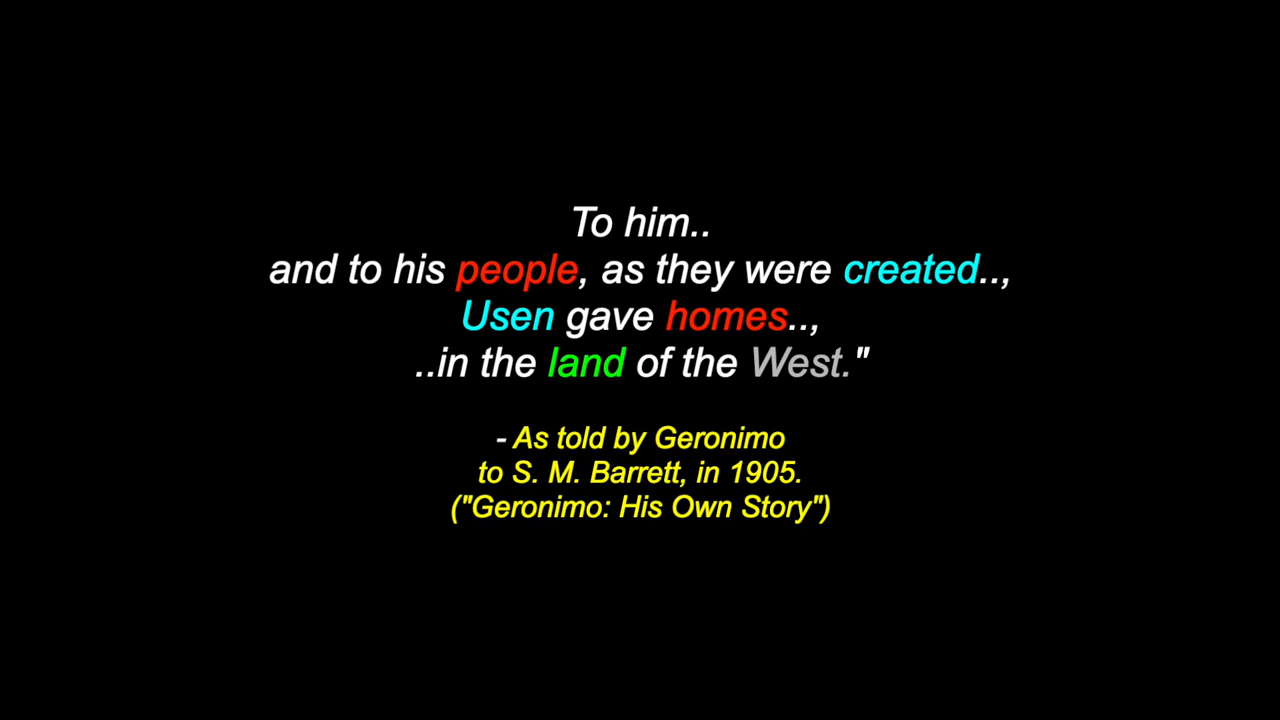 To him..
and to his people, as they were created..,
Usen gave homes..,
..in the land of the West."
- As told by Geronimo
to S. M. Barrett, in 1905.
("Geronimo: His Own Story")